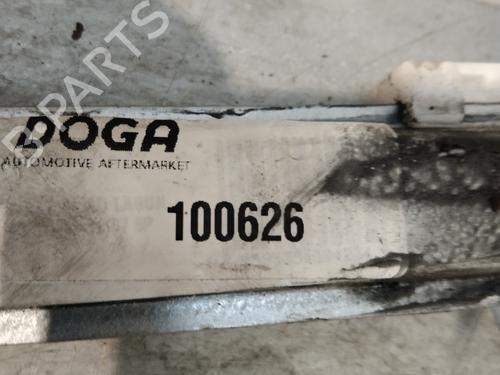 B-PARTS
DOGA
AUTOMOTIVE AFTERMARKET
100626